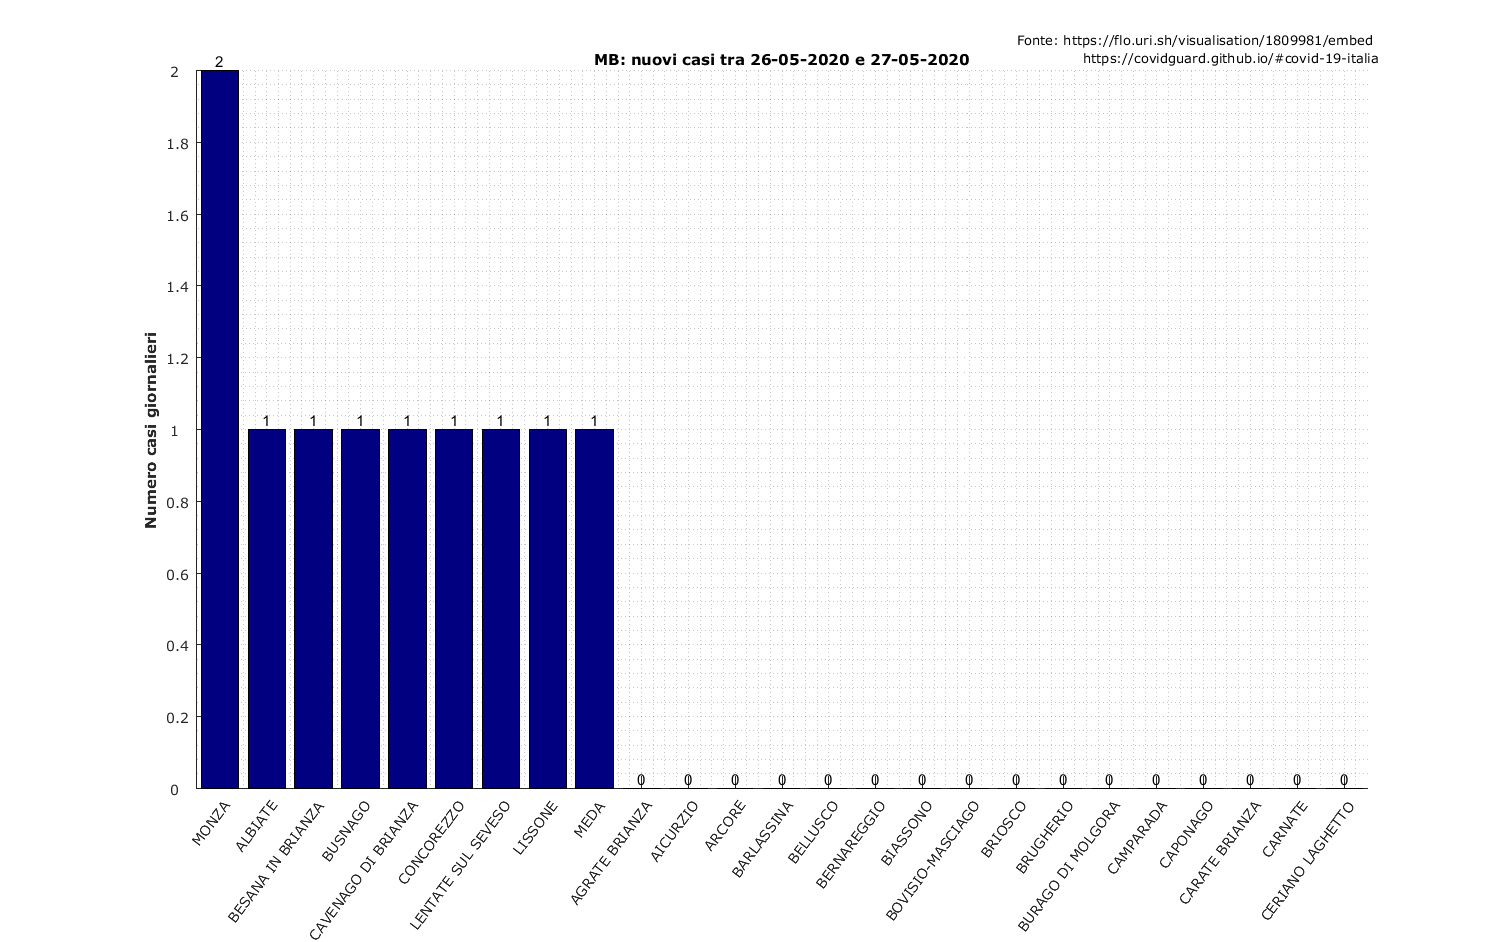 Fonte: https://flo.uri.sh/visualisation/1809981/embed
https://covidguard.github.io/#covid-19-italia
MB: nuovi casi tra 26-05-2020 e 27-05-2020
Numero casi giornalieri
2
1.8
1.6
1.4
1.2
1
0.8
0.6
0.4
0.2
0
2
1 1 1 1 1 1 1 1
0 0 0 0 0 0 0 0 0 0 0 0 0 0 0 0
MONZA
ALBIATE
BESANA IN BRIANZA
BUSNAGO
CAVENAGO DI BRIANZA
CONCOREZZO
LENTATE SUL SEVESO
LISSONE
MEDA
AGRATE BRIANZA
AICURZIO
ARCORE
BARLASSINA
BELLUSCO
BERNAREGGIO
BIASSONO
BOVISIO-MASCIAGO
BRIOSCO
BRUGHERIO
BURAGO DI MOLGORA
CAMPARADA
CAPONAGO
CARATE BRIANZA
CARNATE
CERIANO LAGHETTO